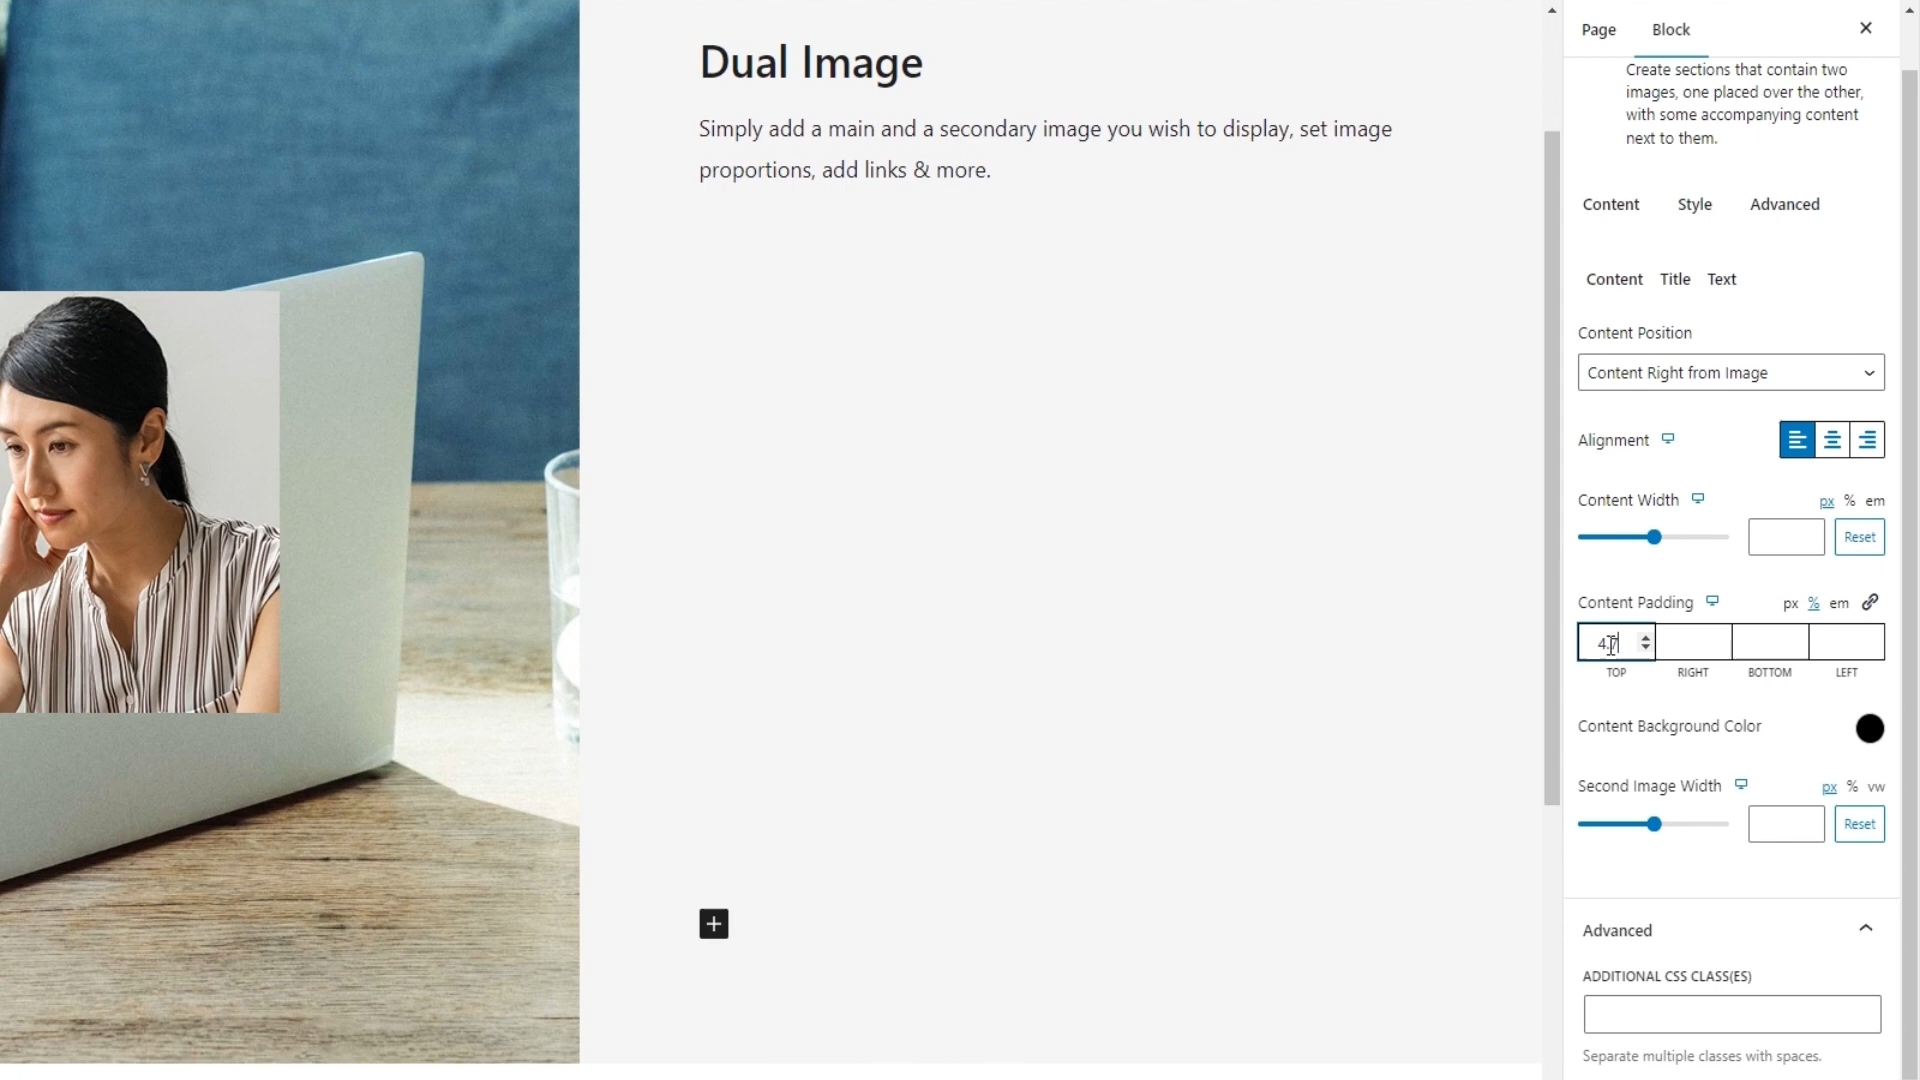 Dual Image
Simply add a main and a secondary image you wish to display, set image
proportions, add links & more.
Page Block
Create sections that contain two
images, one placed over the other,
with some accompanying content
next to them.
Content Style Advanced
Content Title Text
Content Position
Content Right from Image
Alignment
Content Width px % em
Reset
Content Padding px % em
4.7
TOP RIGHT BOTTOM LEFT
Content Background Color
Second Image Width px % vw
Reset
Advanced
ADDITIONAL CSS CLASS(ES)
Separate multiple classes with spaces.